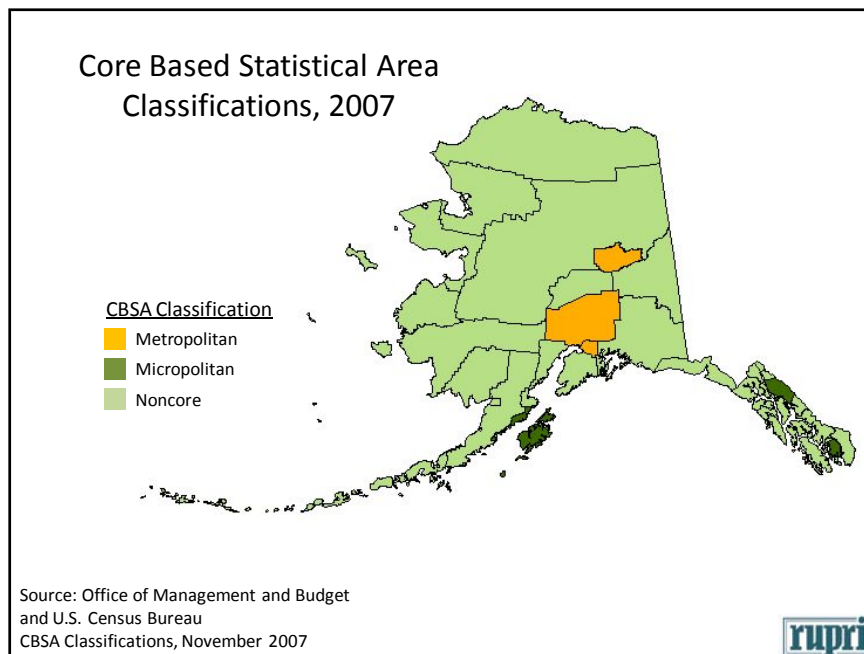 Core Based Statistical Area
Classifications, 2007
CBSA Classification
Metropolitan
Micropolitan
Noncore
Source: Office of Management and Budget
and U.S. Census Bureau
CBSA Classifications, November 2007
rupri